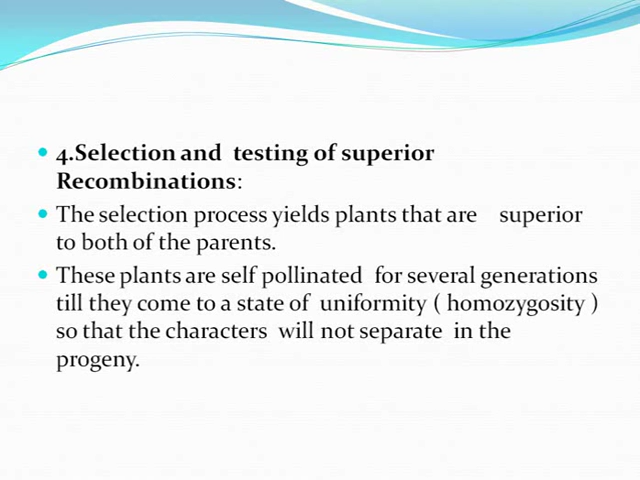 4.Selection and testing of superior
Recombinations:
The selection process yields plants that are superior
to both of the parents.
These plants are self pollinated for several generations
till they come to a state of uniformity ( homozygosity )
so that the characters will not separate in the
progeny.